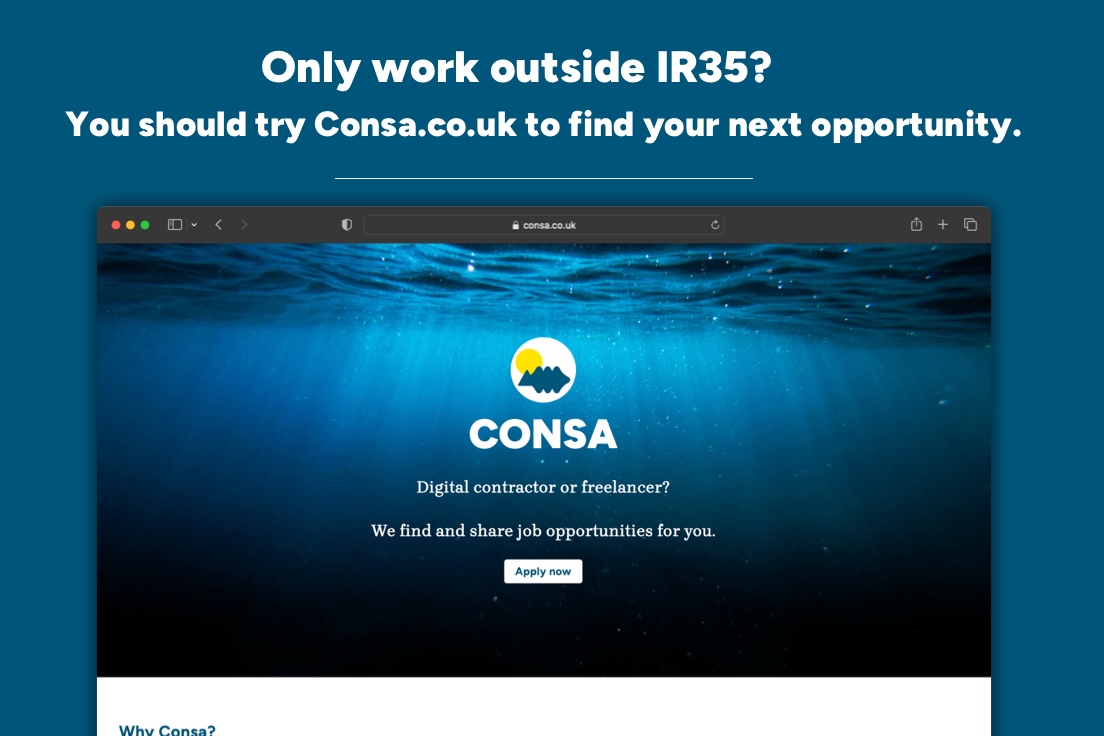 Only work outside IR35?
You should try Consa.co.uk to find your next opportunity.
consa.co.uk
CONSA
Digital contractor or freelancer?
We find and share job opportunities for you.
Apply now
Why Consa?